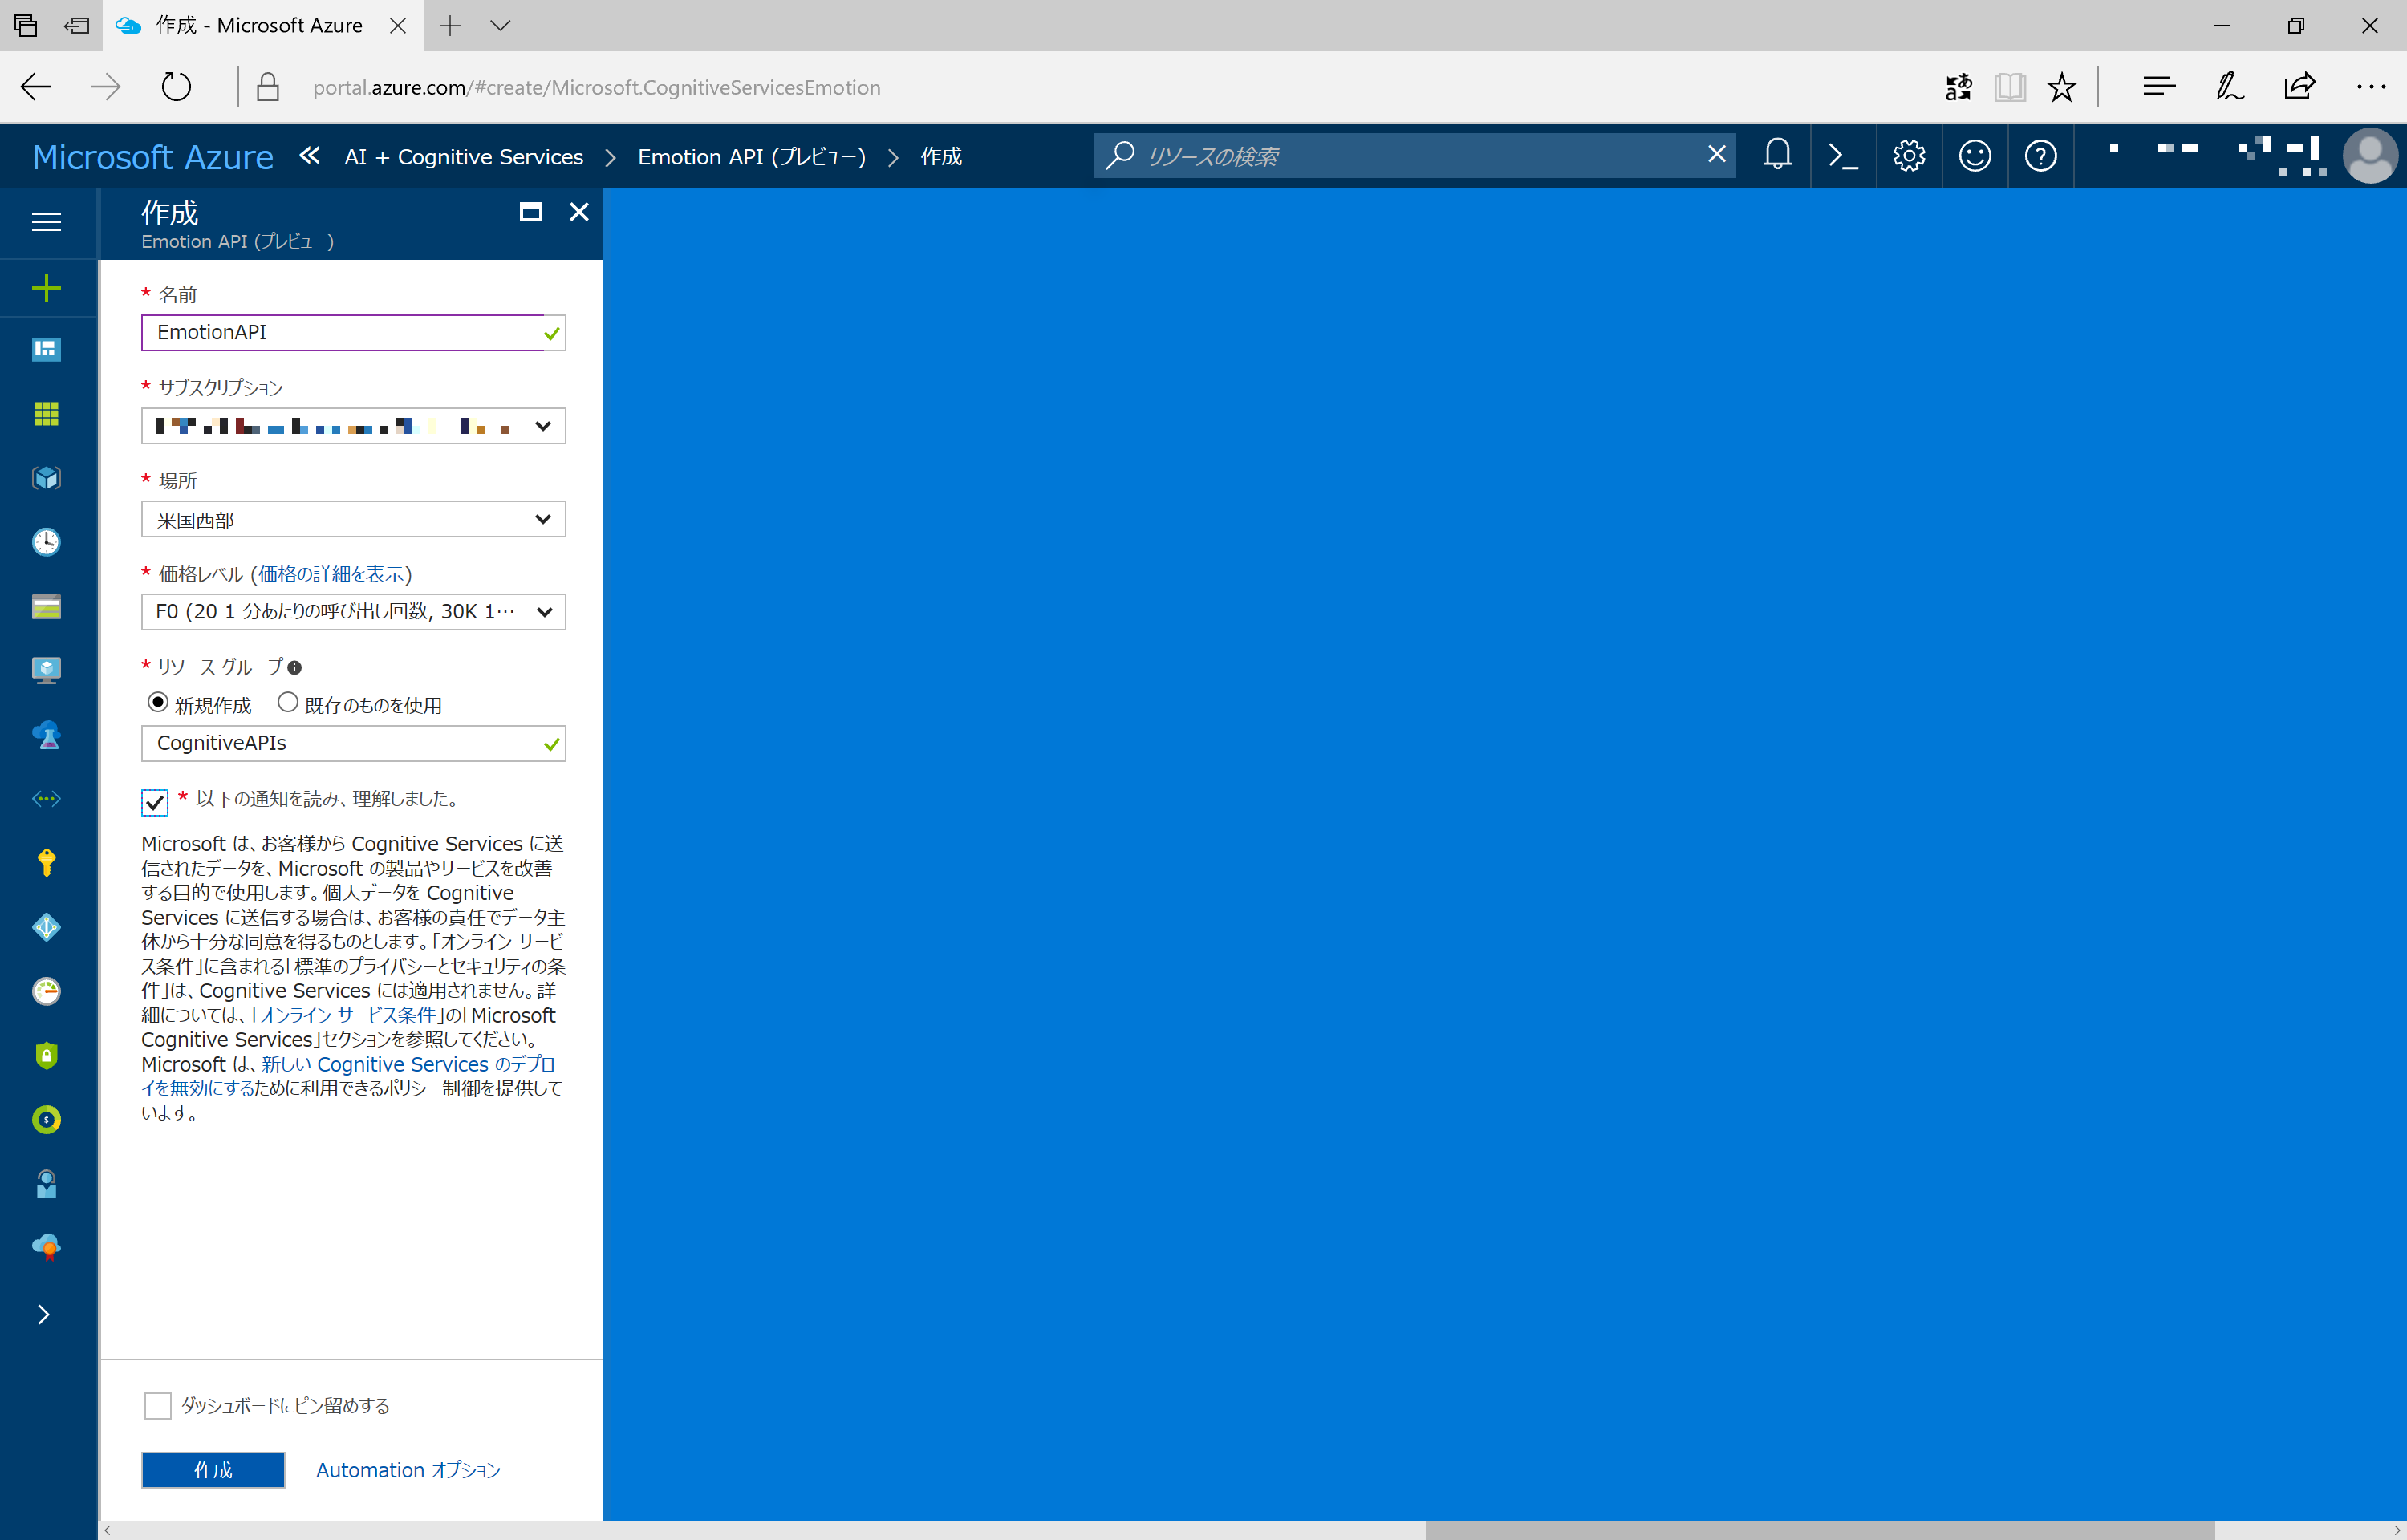 作成 - Microsoft Azure
portal.azure.com/#create/Microsoft.CognitiveServicesEmotion
Microsoft Azure
AI + Cognitive Services
Emotion API (プレビュー)
作成
リソースの検索
作成
Emotion API (プレビュー)
* 名前
EmotionAPI
* サブスクリプション
* 場所
米国西部
* 価格レベル (価格の詳細を表示)
F0 (20 1 分あたりの呼び出し回数, 30K 1…
* リソース グループ
新規作成
既存のものを使用
CognitiveAPIs
* 以下の通知を読み、理解しました。
Microsoft は、お客様から Cognitive Services に送
信されたデータを、Microsoft の製品やサービスを改善
する目的で使用します。個人データを Cognitive
Services に送信する場合は、お客様の責任でデータ主
体から十分な同意を得るものとします。「オンライン サービ
ス条件」に含まれる「標準のプライバシーとセキュリティの条
件」は、Cognitive Services には適用されません。詳
細については、「オンライン サービス条件」の「Microsoft
Cognitive Services」セクションを参照してください。
Microsoft は、新しい Cognitive Services のデプロ
イを無効にするために利用できるポリシー制御を提供して
います。
ダッシュボードにピン留めする
作成
Automation オプション